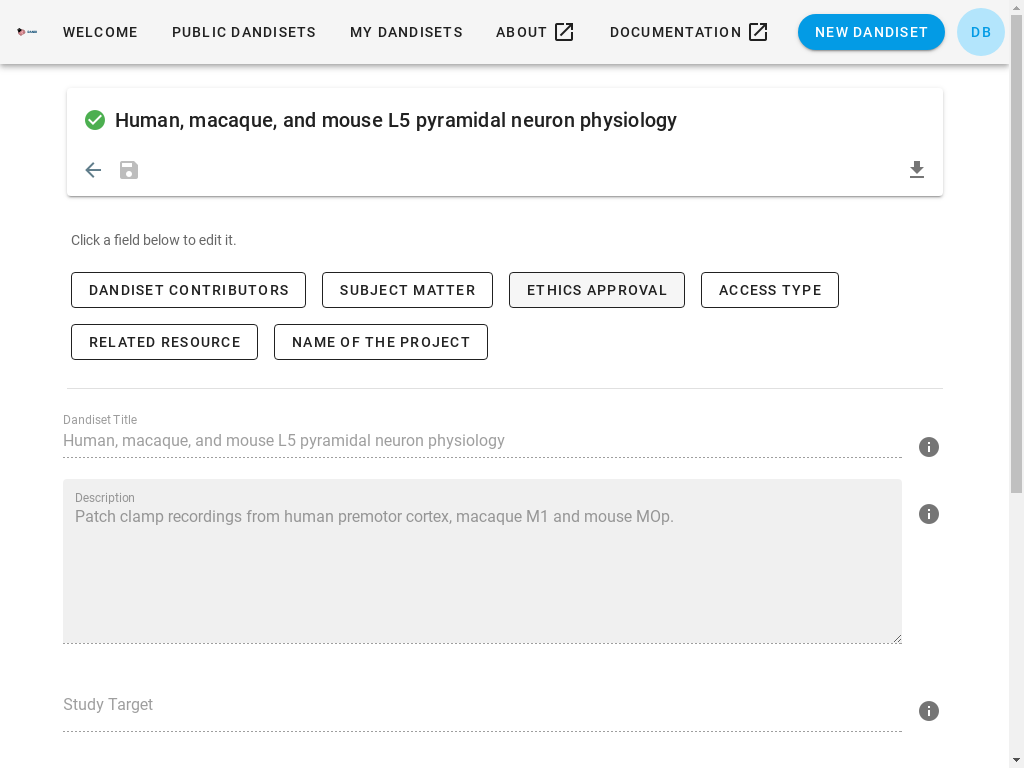 WELCOME
PUBLIC DANDISETS
MY DANDISETS
ABOUT
DOCUMENTATION
NEW DANDISET
DB
Human, macaque, and mouse L5 pyramidal neuron physiology
Click a field below to edit it.
DANDISET CONTRIBUTORS
SUBJECT MATTER
ETHICS APPROVAL
ACCESS TYPE
RELATED RESOURCE
NAME OF THE PROJECT
Dandiset Title
Human, macaque, and mouse L5 pyramidal neuron physiology
Description
Patch clamp recordings from human premotor cortex, macaque M1 and mouse MOp.
Study Target